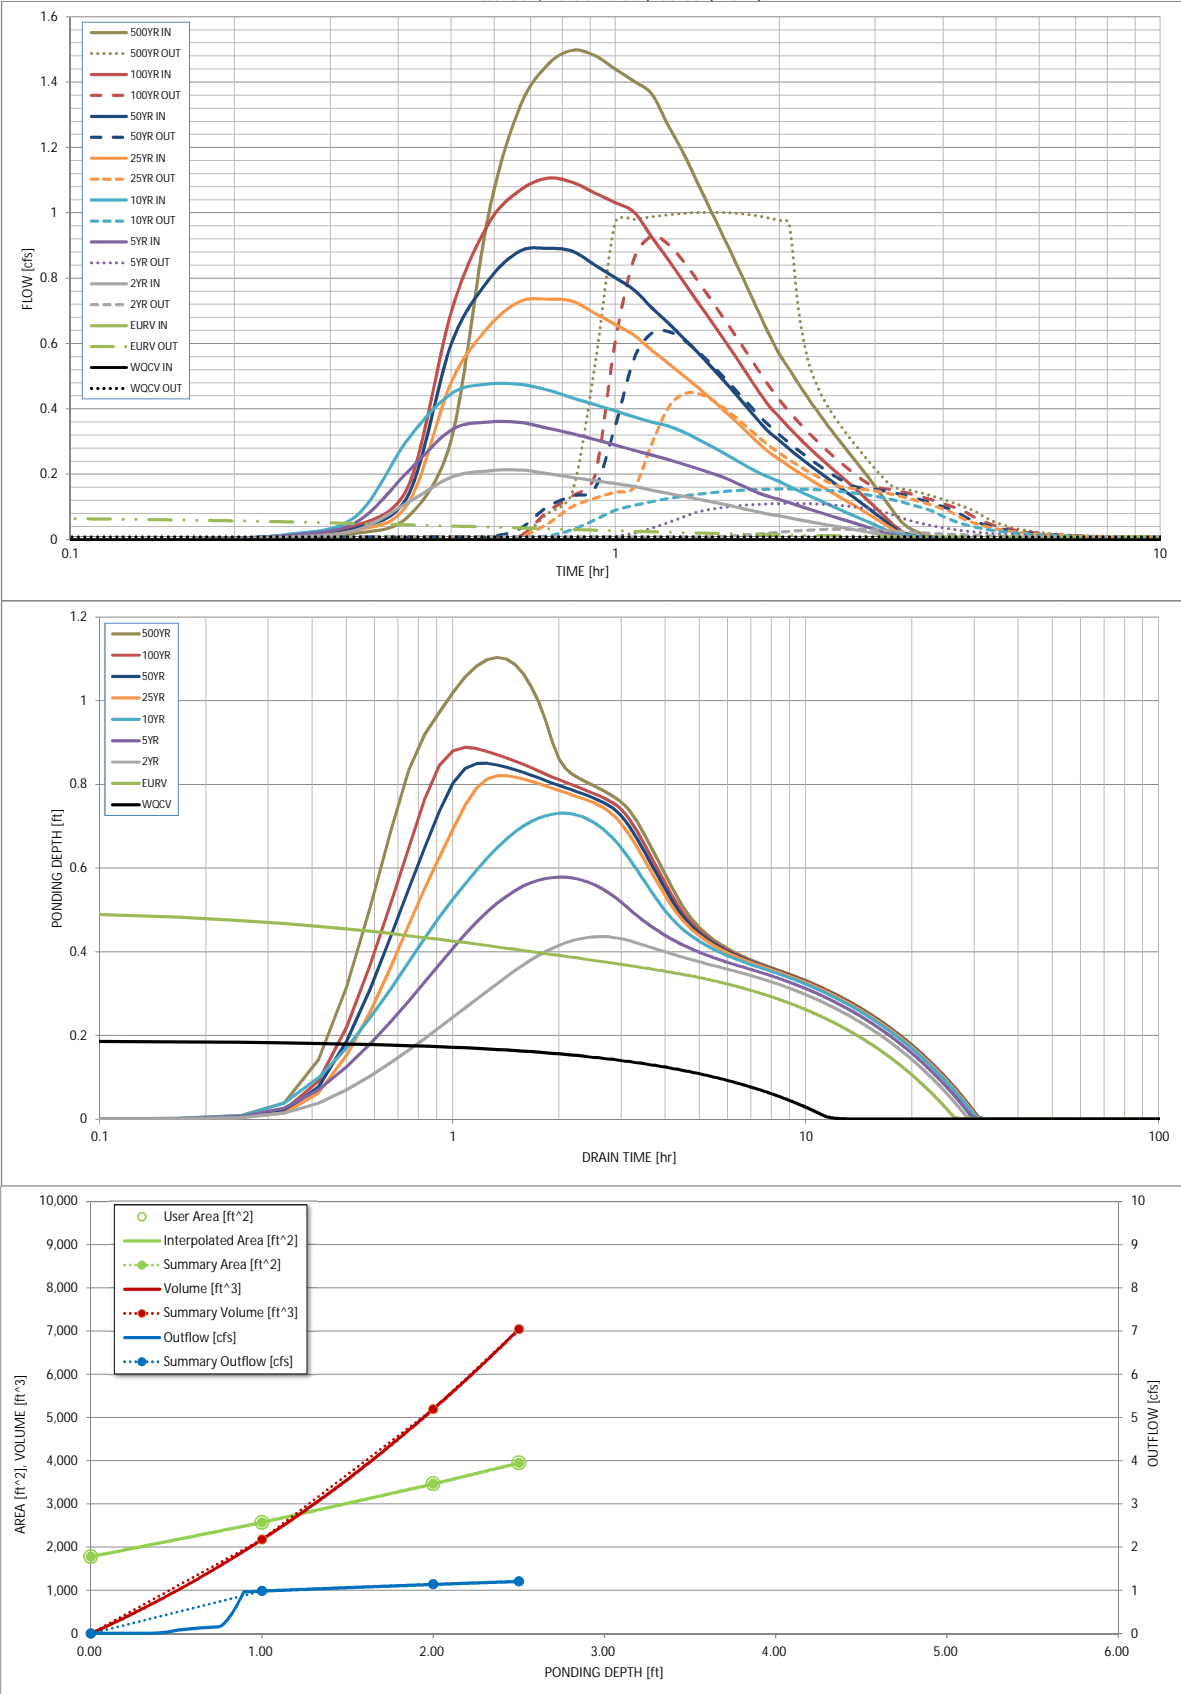 1.6
1.4
1.2
1
0.8
0.6
0.4
0.2
0
FLOW [cfs]
500YR IN
500YR OUT
100YR IN
100YR OUT
50YR IN
50YR OUT
25YR IN
25YR OUT
10YR IN
10YR OUT
5YR IN
5YR OUT
2YR IN
2YR OUT
EURV IN
EURV OUT
WQCV IN
WQCV OUT
0.1
1
10
TIME [hr]
1.2
1
0.8
0.6
0.4
0.2
0
PONDING DEPTH [ft]
500YR
100YR
50YR
25YR
10YR
5YR
2YR
EURV
WQCV
0.1
1
10
100
DRAIN TIME [hr]
10,000
9,000
8,000
7,000
6,000
5,000
4,000
3,000
2,000
1,000
0
AREA [ft^2], VOLUME [ft^3]
User Area [ft^2]
Interpolated Area [ft^2]
Summary Area [ft^2]
Volume [ft^3]
Summary Volume [ft^3]
Outflow [cfs]
Summary Outflow [cfs]
10
9
8
7
6
5
4
3
2
1
0
OUTFLOW [cfs]
0.00
1.00
2.00
3.00
4.00
5.00
6.00
PONDING DEPTH [ft]